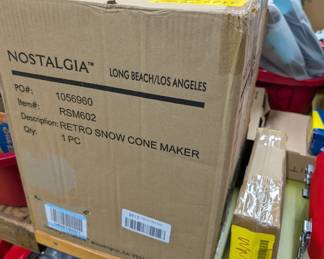 NOSTALGIA™ LONG BEACH/LOS ANGELES
PO#: 1056960
Item#: RSM602
Description: RETRO SNOW CONE MAKER
Qty: 1 PC